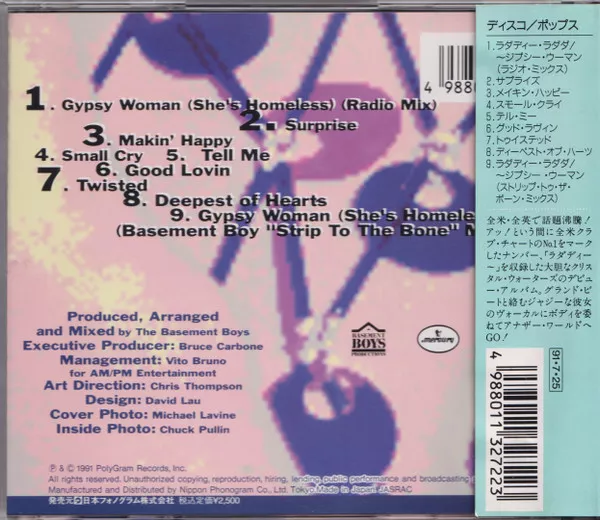 1. Gypsy Woman (She's Homeless) (Radio Mix)
2. Surprise
3. Makin' Happy
4. Small Cry 5. Tell Me
6. Good Lovin
7. Twisted
8. Deepest of Hearts
9. Gypsy Woman (She's Homele
(Basement Boy "Strip To The Bone" M
Produced, Arranged
and Mixed by The Basement Boys
Executive Producer: Bruce Carbone
Management: Vito Bruno
for AM/PM Entertainment
Art Direction: Chris Thompson
Design: David Lau
Cover Photo: Michael Lavine
Inside Photo: Chuck Pullin
BASEMENT
BOYS
PRODUCTIONS
mercury
Ⓟ & © 1991 PolyGram Records, Inc.
All rights reserved. Unauthorized copying, reproduction, hiring, lending, public performance and broadcasting
Manufactured and Distributed by Nippon Phonogram Co., Ltd. Tokyo Made in Japan JASRAC
発売元 日本フォノグラム株式会社 税込定価¥2,500
4 9880
ディスコ/ポップス
1.ラダディー・ラダダ/
〜ジプシー・ウーマン
(ラジオ・ミックス)
2.サプライズ
3.メイキン・ハッピー
4.スモール・クライ
5.テル・ミー
6.グッド・ラヴィン
7.トゥイステッド
8.ディーペスト・オブ・ハーツ
9.ラダディー・ラダダ/
〜ジプシー・ウーマン
(ストリップ・トゥ・ザ・
ボーン・ミックス)
全米・全英で話題沸騰!
アッ!という間に全米クラ
ブ・チャートのNo.1をマーク
したナンバー、「ラダディー
〜」を収録した大胆なクリス
タル・ウォーターズのデビュ
ー・アルバム。グランド・ビ
ートと絡むジャジーな彼女
のヴォーカルにボディを委
ねてアナザー・ワールドへ
GO!
91・7・25
4 988011 327223